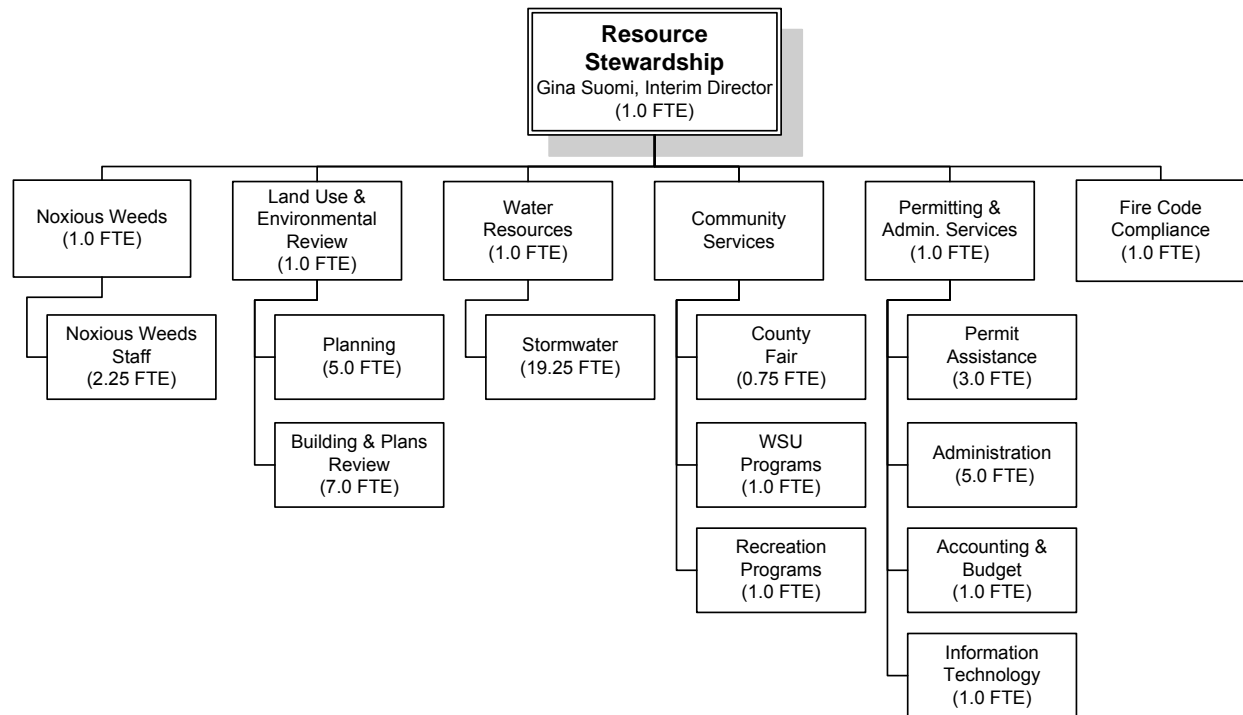 Resource
Stewardship
Gina Suomi, Interim Director
(1.0 FTE)
Noxious Weeds
(1.0 FTE)
Land Use &
Environmental
Review
(1.0 FTE)
Water
Resources
(1.0 FTE)
Community
Services
Permitting &
Admin. Services
(1.0 FTE)
Fire Code
Compliance
(1.0 FTE)
Noxious Weeds
Staff
(2.25 FTE)
Planning
(5.0 FTE)
Stormwater
(19.25 FTE)
County
Fair
(0.75 FTE)
Permit
Assistance
(3.0 FTE)
Building & Plans
Review
(7.0 FTE)
WSU
Programs
(1.0 FTE)
Administration
(5.0 FTE)
Recreation
Programs
(1.0 FTE)
Accounting &
Budget
(1.0 FTE)
Information
Technology
(1.0 FTE)